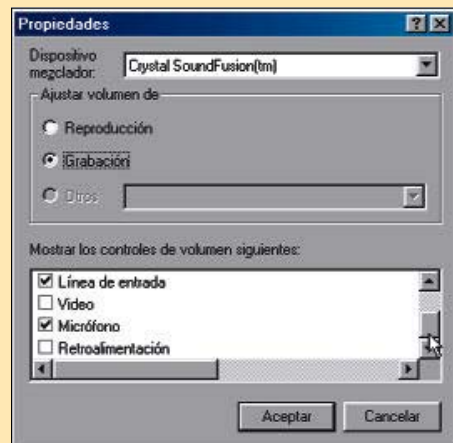 Propiedades
Dispositivo
mezclador:
Crystal SoundFusion(tm)
Ajustar volumen de
Reproducción
Grabación
Otros
Mostrar los controles de volumen siguientes:
Línea de entrada
Video
Micrófono
Retroalimentación
Aceptar
Cancelar